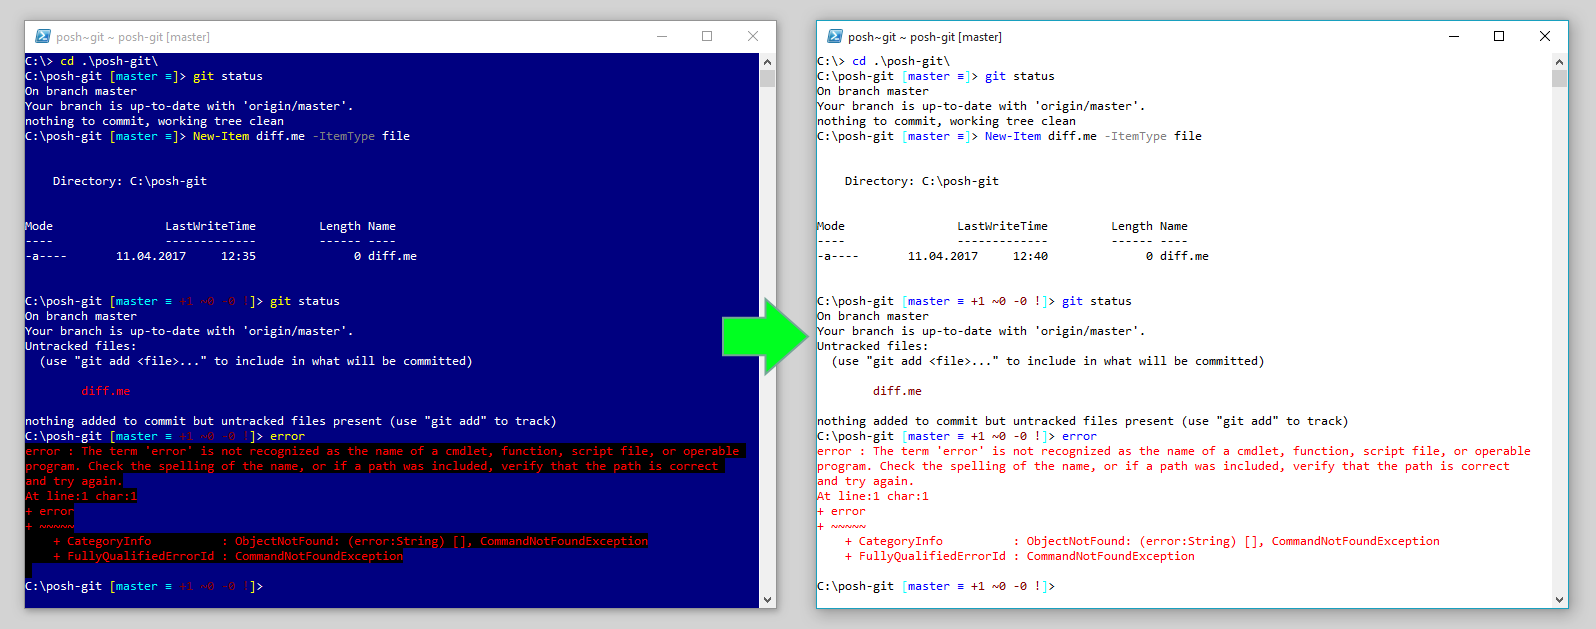 posh~git ~ posh-git [master]
C:\> cd .\posh-git\
C:\posh-git [master ≡]> git status
On branch master
Your branch is up-to-date with 'origin/master'.
nothing to commit, working tree clean
C:\posh-git [master ≡]> New-Item diff.me -ItemType file
Directory: C:\posh-git
Mode                LastWriteTime         Length Name
----                -------------         ------ ----
-a----       11.04.2017     12:35              0 diff.me
C:\posh-git [master ≡ +1 ~0 -0 !]> git status
On branch master
Your branch is up-to-date with 'origin/master'.
Untracked files:
  (use "git add <file>..." to include in what will be committed)
        diff.me
nothing added to commit but untracked files present (use "git add" to track)
C:\posh-git [master ≡ +1 ~0 -0 !]> error
error : The term 'error' is not recognized as the name of a cmdlet, function, script file, or operable
program. Check the spelling of the name, or if a path was included, verify that the path is correct
and try again.
At line:1 char:1
+ error
+ ~~~~~
    + CategoryInfo          : ObjectNotFound: (error:String) [], CommandNotFoundException
    + FullyQualifiedErrorId : CommandNotFoundException
C:\posh-git [master ≡ +1 ~0 -0 !]>
posh~git ~ posh-git [master]
C:\> cd .\posh-git\
C:\posh-git [master ≡]> git status
On branch master
Your branch is up-to-date with 'origin/master'.
nothing to commit, working tree clean
C:\posh-git [master ≡]> New-Item diff.me -ItemType file
Directory: C:\posh-git
Mode                LastWriteTime         Length Name
----                -------------         ------ ----
-a----       11.04.2017     12:40              0 diff.me
C:\posh-git [master ≡ +1 ~0 -0 !]> git status
On branch master
Your branch is up-to-date with 'origin/master'.
Untracked files:
  (use "git add <file>..." to include in what will be committed)
        diff.me
nothing added to commit but untracked files present (use "git add" to track)
C:\posh-git [master ≡ +1 ~0 -0 !]> error
error : The term 'error' is not recognized as the name of a cmdlet, function, script file, or operable
program. Check the spelling of the name, or if a path was included, verify that the path is correct
and try again.
At line:1 char:1
+ error
+ ~~~~~
    + CategoryInfo          : ObjectNotFound: (error:String) [], CommandNotFoundException
    + FullyQualifiedErrorId : CommandNotFoundException
C:\posh-git [master ≡ +1 ~0 -0 !]>